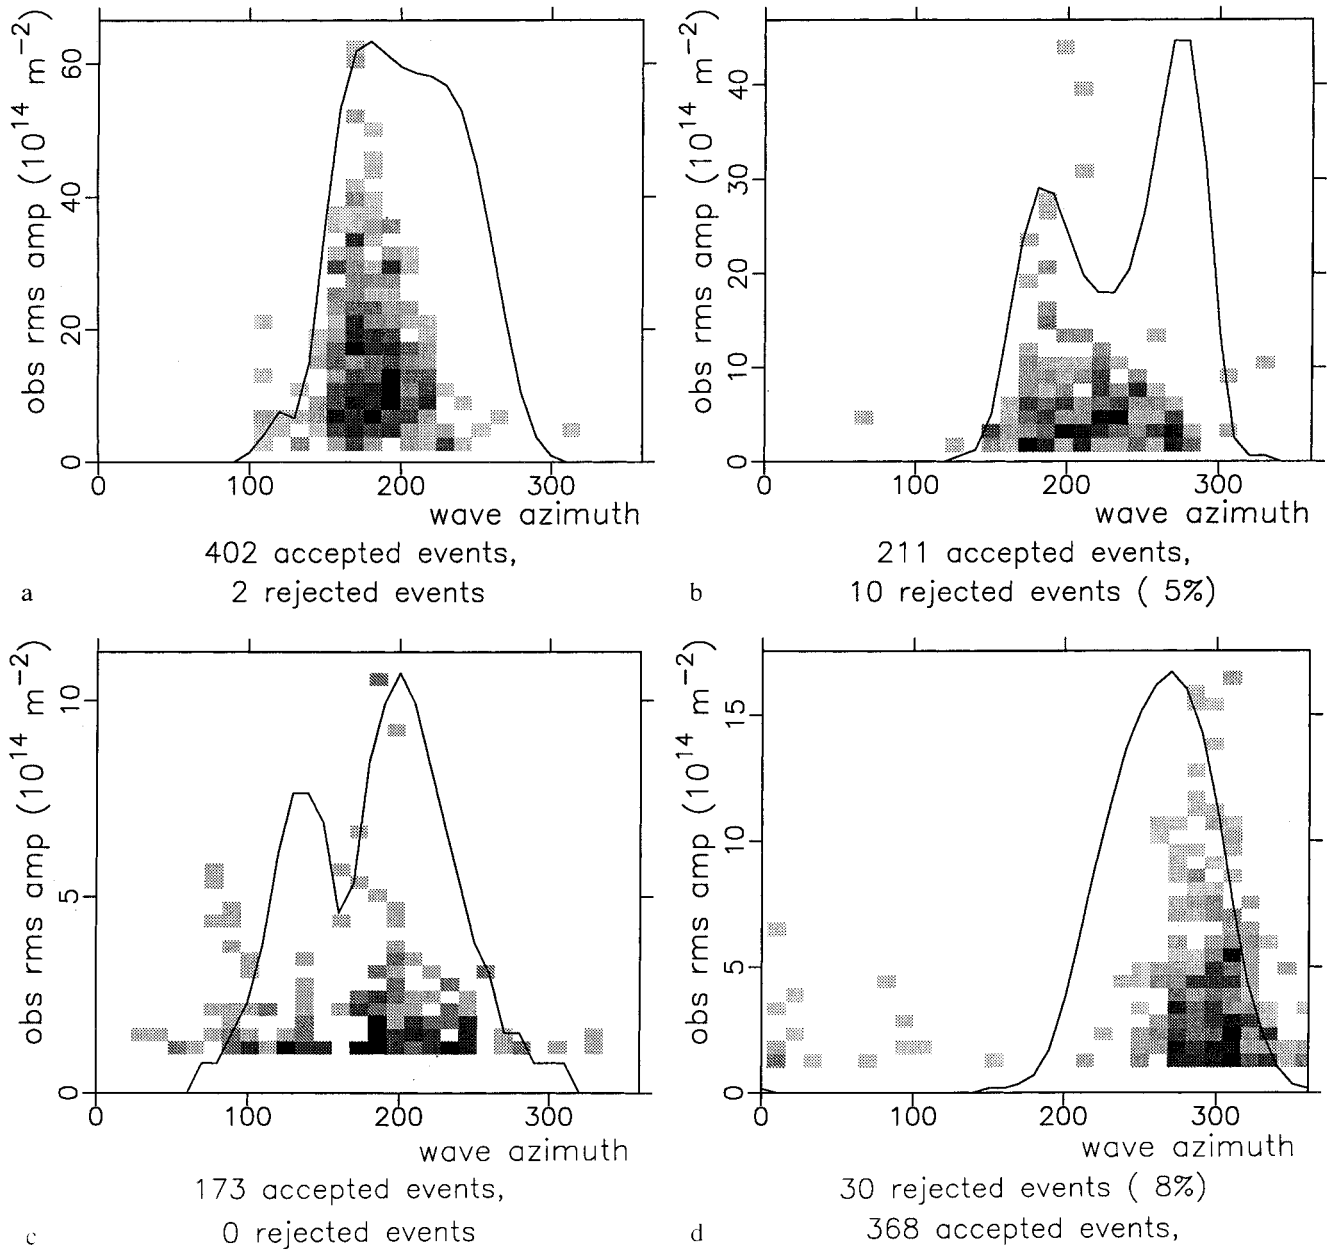 obs rms amp (10^14 m^-2)
60
40
20
0
0 100 200 300
wave azimuth
402 accepted events,
2 rejected events
a
obs rms amp (10^14 m^-2)
40
30
20
10
0
0 100 200 300
wave azimuth
211 accepted events,
10 rejected events ( 5%)
b
obs rms amp (10^14 m^-2)
10
5
0
0 100 200 300
wave azimuth
173 accepted events,
0 rejected events
c
obs rms amp (10^14 m^-2)
15
10
5
0
0 100 200 300
wave azimuth
30 rejected events ( 8%)
368 accepted events,
d